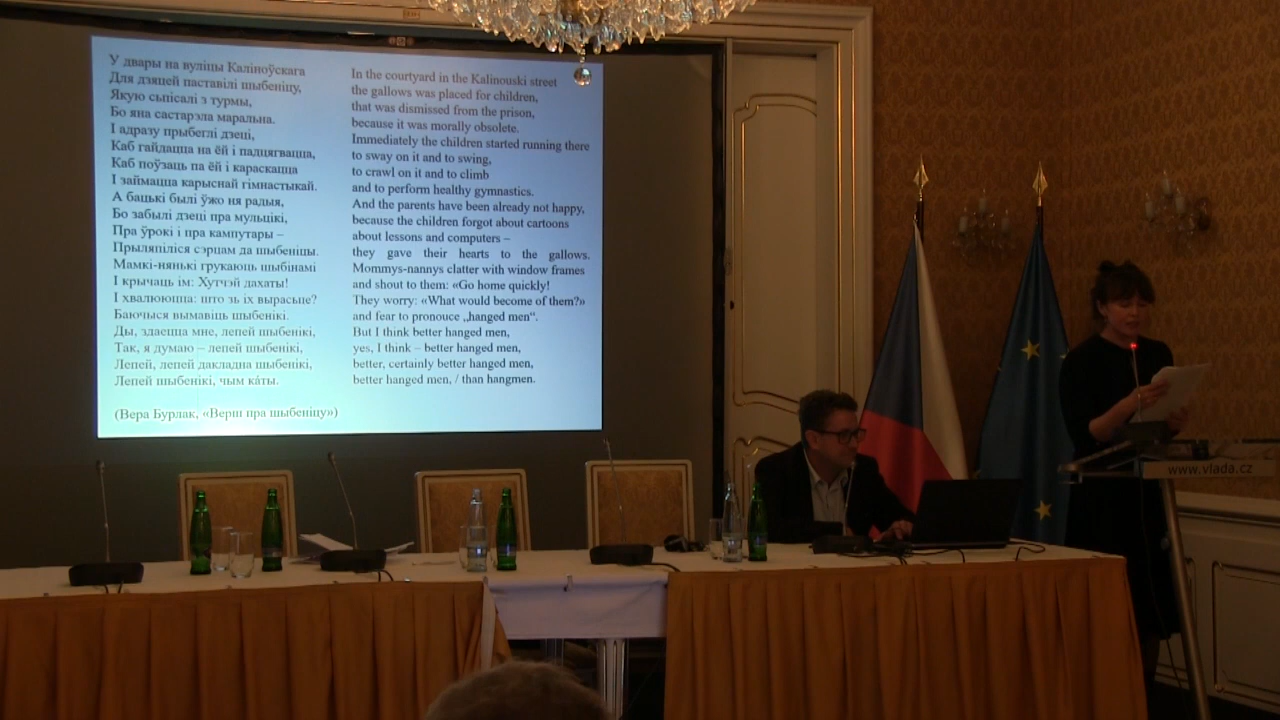 У двары на вуліцы Каліноўскага
Для дзяцей паставілі шыбеніцу,
Якую сьпісалі з турмы,
Бо яна састарэла маральна.
І адразу прыбеглі дзеці,
Каб гайдацца на ёй і падцягвацца,
Каб поўзаць па ёй і караскацца
І займацца карыснай гімнастыкай.
А бацькі былі ўжо ня радыя,
Бо забылі дзеці пра мульцікі,
Пра ўрокі і пра кампутары –
Прыляпіліся сэрцам да шыбеніцы.
Мамкі-нянькі грукаюць шыбінамі
І крычаць ім: Хутчэй дахаты!
І хвалююцца: што зь іх вырасьце?
Баючыся вымавіць шыбенікі.
Ды, здаецца мне, лепей шыбенікі,
Так, я думаю – лепей шыбенікі,
Лепей, лепей дакладна шыбенікі,
Лепей шыбенікі, чым ка́ты.
(Вера Бурлак, «Верш пра шыбеніцу»)
In the courtyard in the Kalinouski street
the gallows was placed for children,
that was dismissed from the prison,
because it was morally obsolete.
Immediately the children started running there
to sway on it and to swing,
to crawl on it and to climb
and to perform healthy gymnastics.
And the parents have been already not happy,
because the children forgot about cartoons
about lessons and computers –
they gave their hearts to the gallows.
Mommys-nannys clatter with window frames
and shout to them: «Go home quickly!
They worry: «What would become of them?»
and fear to pronouce „hanged men“.
But I think better hanged men,
yes, I think – better hanged men,
better, certainly better hanged men,
better hanged men, / than hangmen.
www.vlada.cz